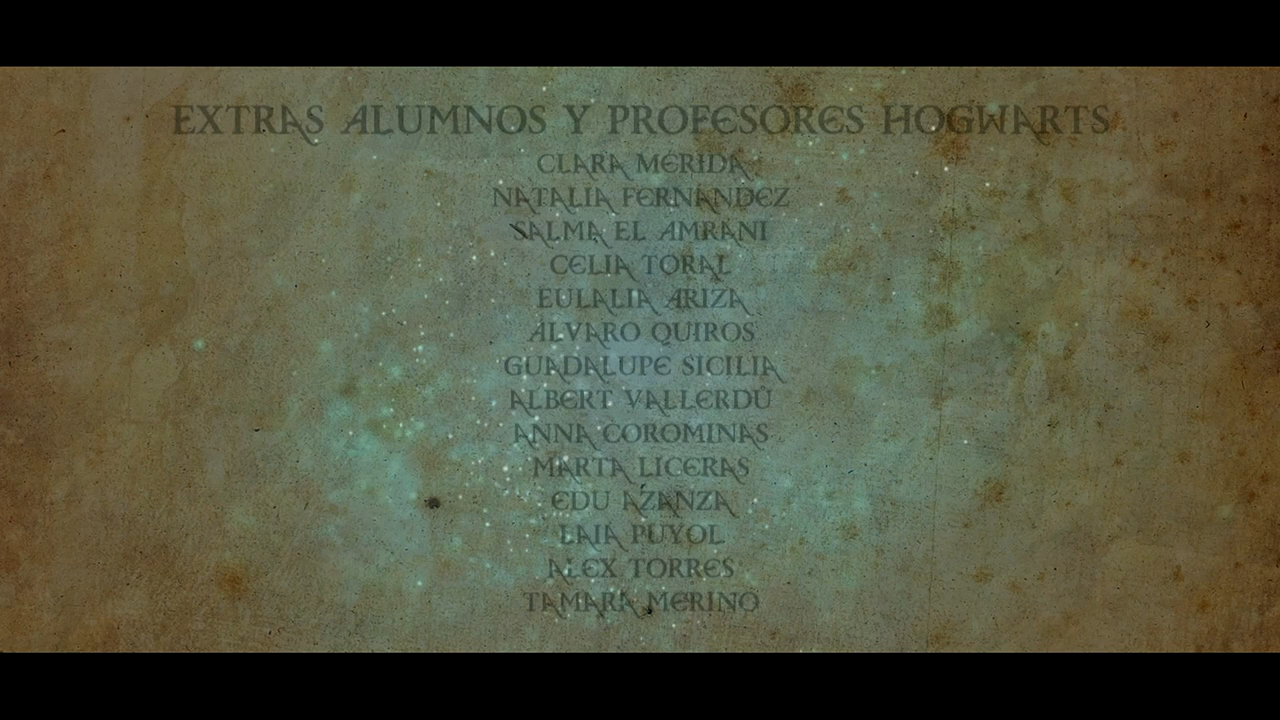 EXTRAS ALUMNOS Y PROFESORES HOGWARTS
CLARA MERIDA
NATALIA FERNANDEZ
SALMA EL AMRANI
CELIA TORAL
EULALIA ARIZA
ALVARO QUIROS
GUADALUPE SICILIA
ALBERT VALLERDÚ
ANNA COROMINAS
MARTA LICERAS
EDU AZANZA
LAIA PUYOL
ALEX TORRES
TAMARA MERINO